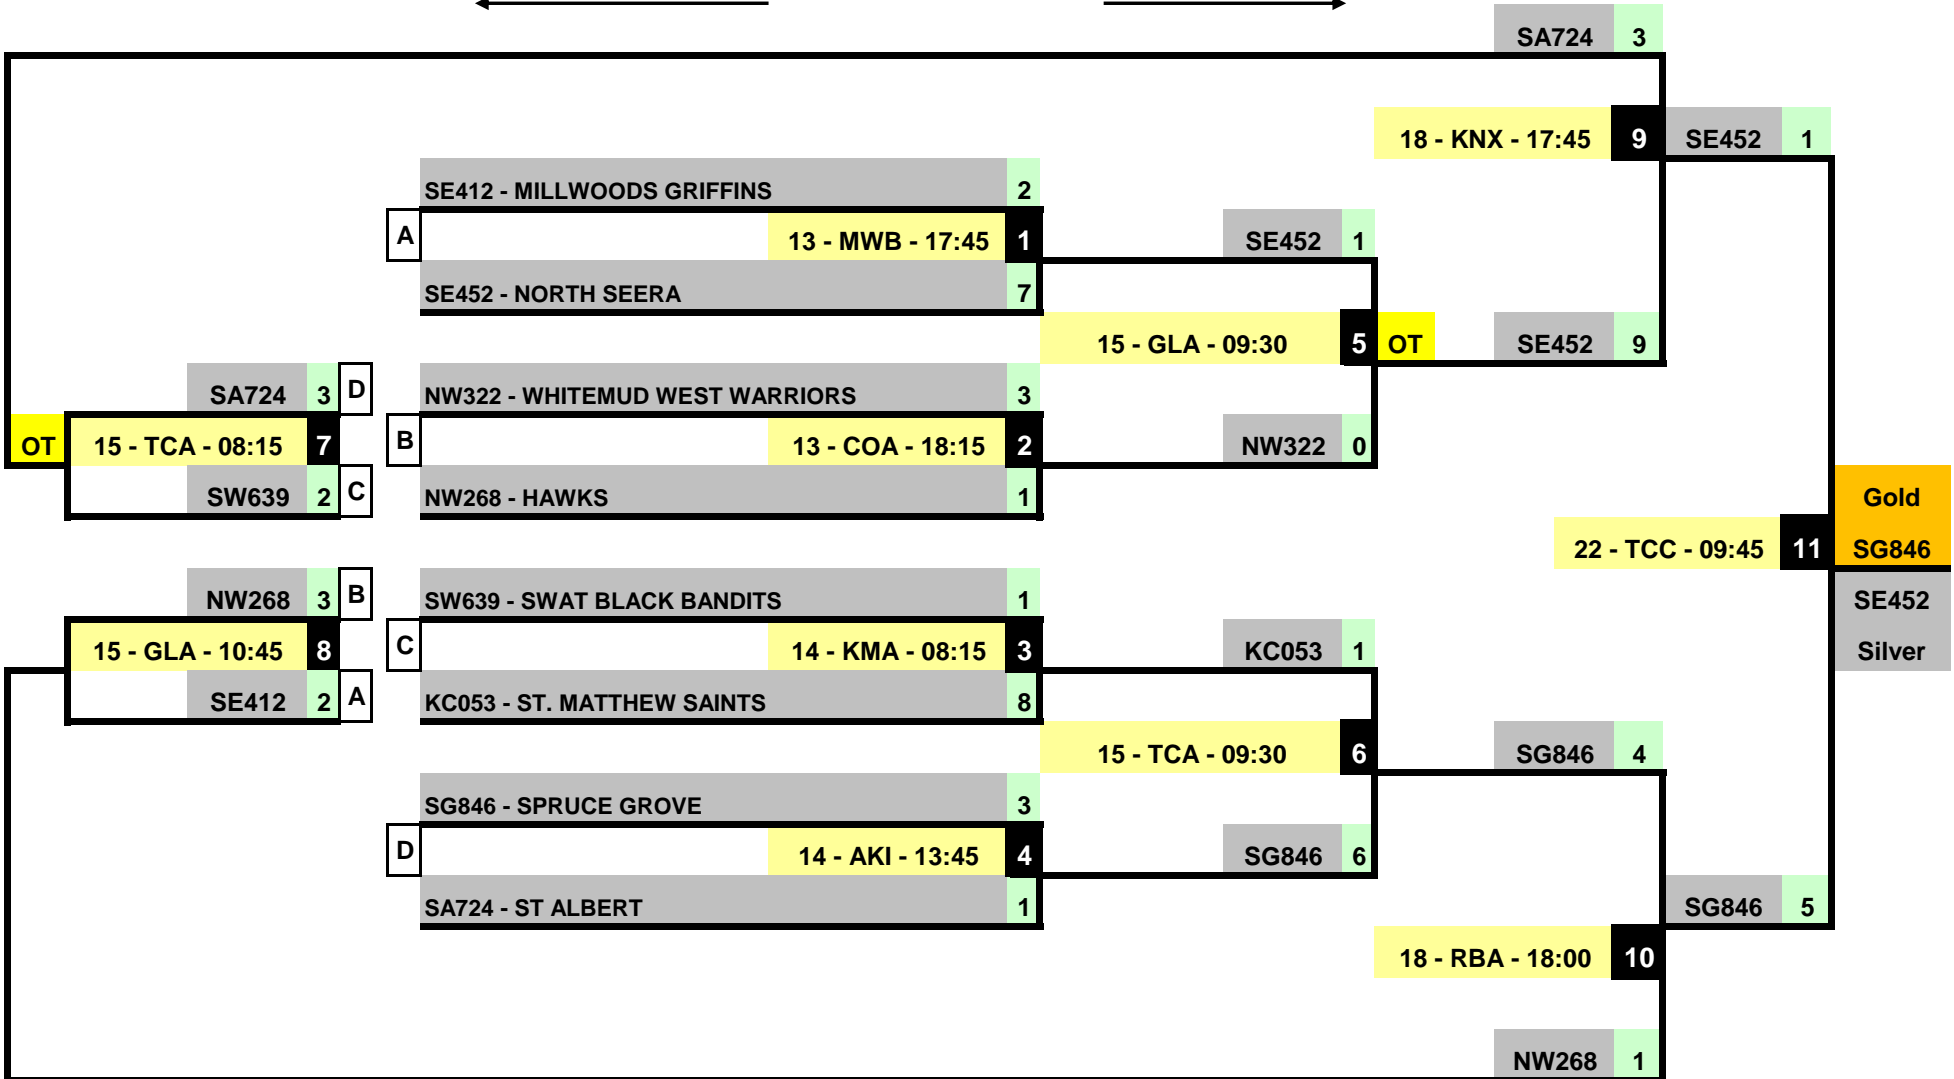 SA724 3
18 - KNX - 17:45 9 SE452 1
SE412 - MILLWOODS GRIFFINS 2
A 13 - MWB - 17:45 1 SE452 1
SE452 - NORTH SEERA 7
15 - GLA - 09:30 5 OT SE452 9
SA724 3 D NW322 - WHITEMUD WEST WARRIORS 3
OT 15 - TCA - 08:15 7 B 13 - COA - 18:15 2 NW322 0
SW639 2 C NW268 - HAWKS 1 Gold
22 - TCC - 09:45 11 SG846
NW268 3 B SW639 - SWAT BLACK BANDITS 1 SE452
15 - GLA - 10:45 8 C 14 - KMA - 08:15 3 KC053 1 Silver
SE412 2 A KC053 - ST. MATTHEW SAINTS 8
15 - TCA - 09:30 6 SG846 4
SG846 - SPRUCE GROVE 3
D 14 - AKI - 13:45 4 SG846 6
SA724 - ST ALBERT 1 SG846 5
18 - RBA - 18:00 10
NW268 1